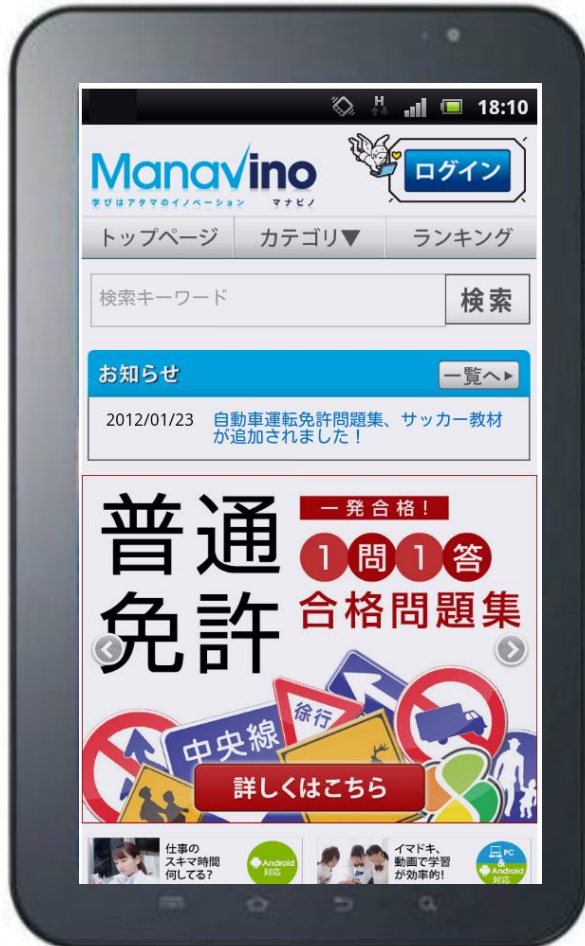 H 18:10
Manavino
学びはアタマのイノベーション マナビノ
ログイン
トップページ カテゴリ▼ ランキング
検索キーワード 検索
お知らせ 一覧へ▶
2012/01/23 自動車運転免許問題集、サッカー教材
が追加されました！
普通
免許
一発合格！
1問1答
合格問題集
徐行
中央線
詳しくはこちら
仕事の
スキマ時間
何してる?
Android
対応
イマドキ、
動画で学習
が効率的!
PC
&
Android
対応